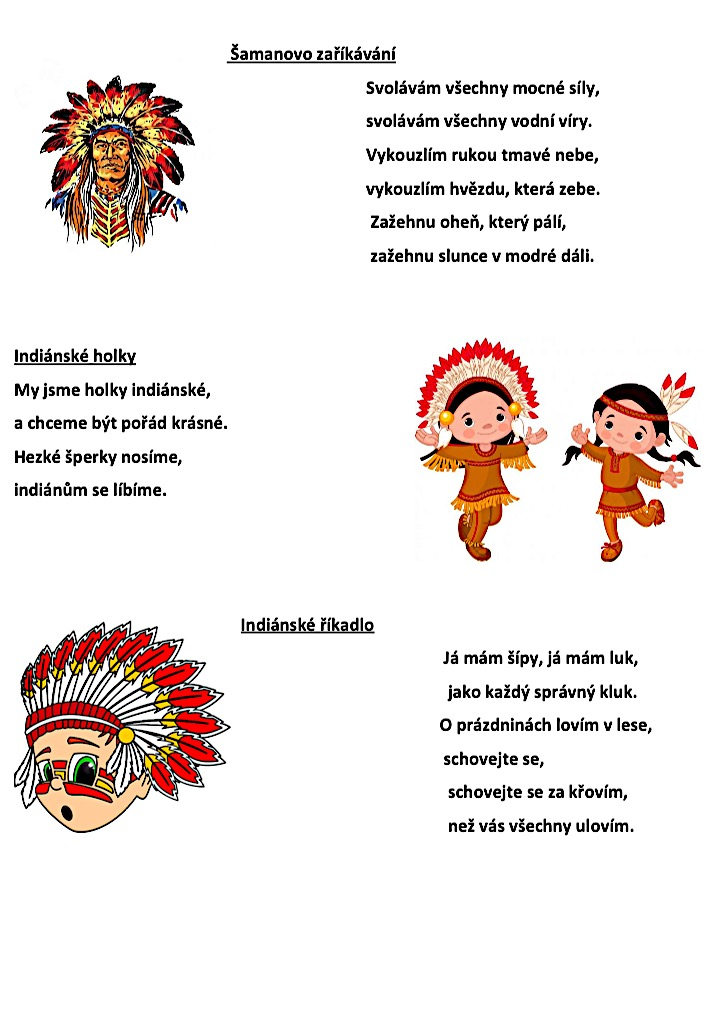 Šamanovo zaříkávání
Svolávám všechny mocné síly,
svolávám všechny vodní víry.
Vykouzlím rukou tmavé nebe,
vykouzlím hvězdu, která zebe.
Zažehnu oheň, který pálí,
zažehnu slunce v modré dáli.
Indiánské holky
My jsme holky indiánské,
a chceme být pořád krásné.
Hezké šperky nosíme,
indiánům se líbíme.
Indiánské říkadlo
Já mám šípy, já mám luk,
jako každý správný kluk.
O prázdninách lovím v lese,
schovejte se,
schovejte se za křovím,
než vás všechny ulovím.